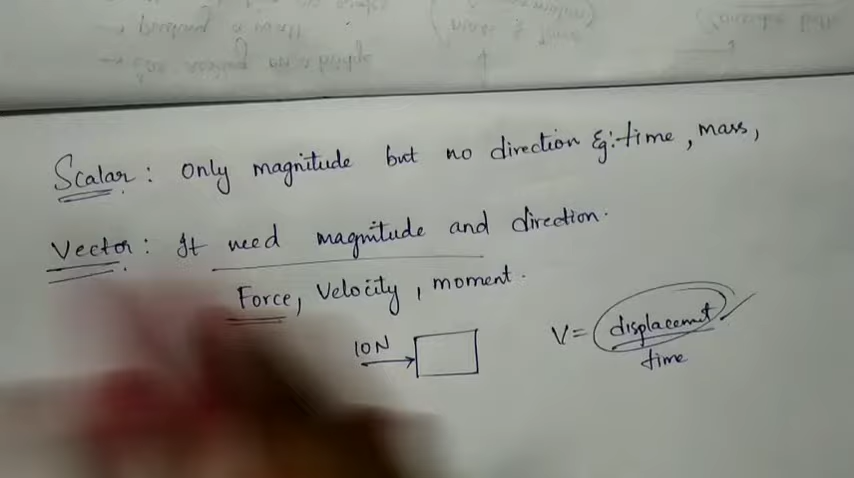 Scalar: Only magnitude but no direction Eg: time, mass,
Vector: It need magnitude and direction.
Force, Velocity, moment.
10N
V = displacemt
time